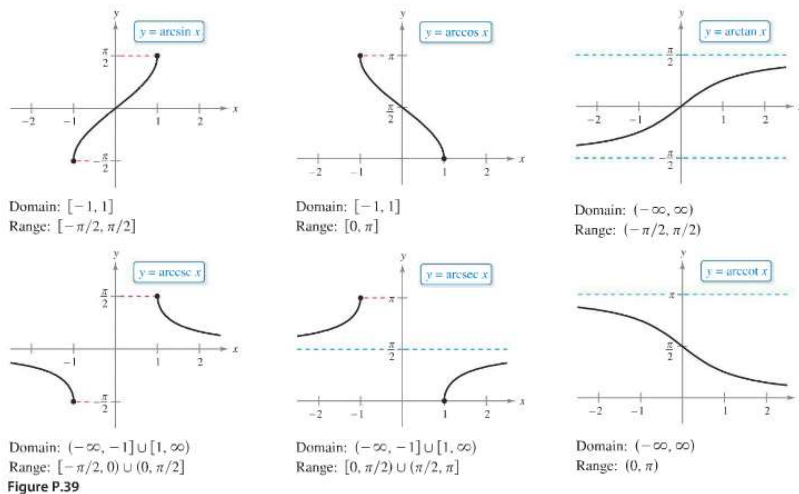 y
y = arcsin x
π/2
x
-2 -1 1 2
-π/2
Domain: [-1, 1]
Range: [-π/2, π/2]
y = arccos x
π
π/2
x
-2 -1 1 2
Domain: [-1, 1]
Range: [0, π]
y
y = arctan x
π/2
x
-2 -1 1 2
-π/2
Domain: (-∞, ∞)
Range: (-π/2, π/2)
y
y = arccsc x
π/2
x
-1 1 2
-π/2
Domain: (-∞, -1] ∪ [1, ∞)
Range: [-π/2, 0) ∪ (0, π/2]
y
y = arcsec x
π
π/2
x
-2 -1 1 2
Domain: (-∞, -1] ∪ [1, ∞)
Range: [0, π/2) ∪ (π/2, π]
y
y = arccot x
π
π/2
x
-2 -1 1 2
Domain: (-∞, ∞)
Range: (0, π)
Figure P.39